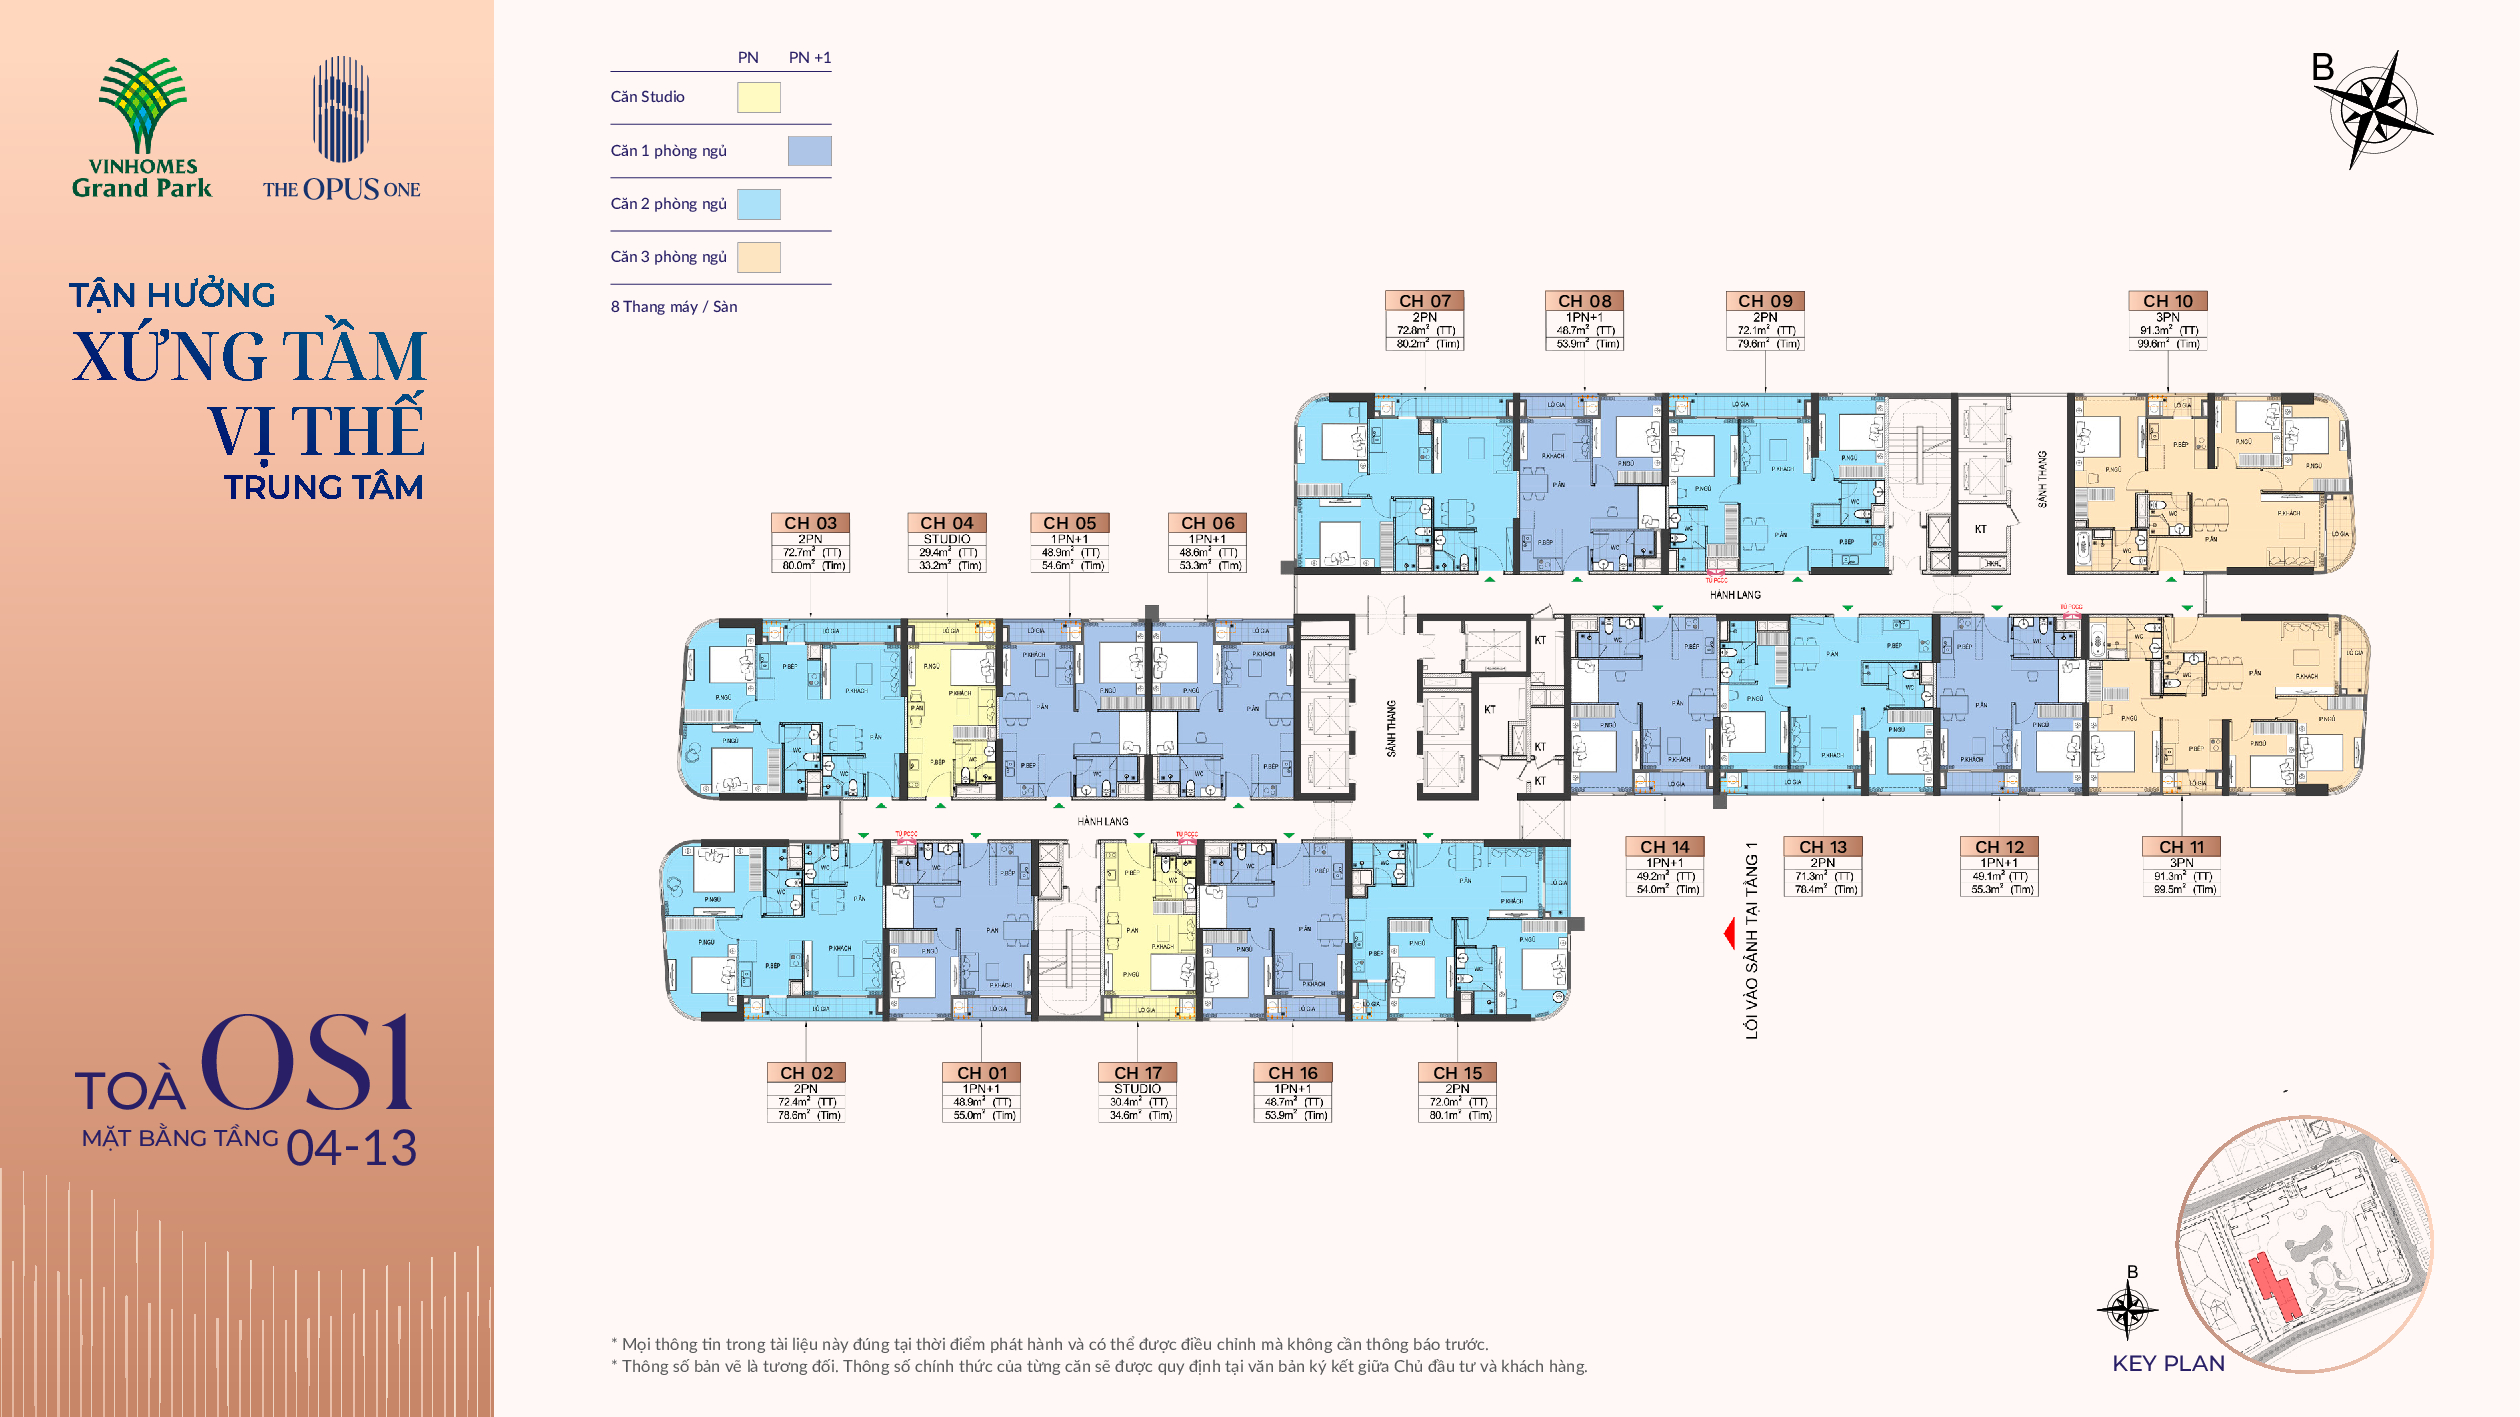 VINHOMES
Grand Park
THE OPUS ONE
TẬN HƯỞNG
XỨNG TẦM
VỊ THẾ
TRUNG TÂM
TOÀ OS1
MẶT BẰNG TẦNG 04-13
PN PN +1
Căn Studio
Căn 1 phòng ngủ
Căn 2 phòng ngủ
Căn 3 phòng ngủ
8 Thang máy / Sàn
B
CH 07
2PN
72.8m² (TT)
80.2m² (Tim)
CH 08
1PN+1
48.7m² (TT)
53.9m² (Tim)
CH 09
2PN
72.1m² (TT)
79.6m² (Tim)
CH 10
3PN
91.3m² (TT)
99.6m² (Tim)
CH 03
2PN
72.7m² (TT)
80.0m² (Tim)
CH 04
STUDIO
29.4m² (TT)
33.2m² (Tim)
CH 05
1PN+1
48.9m² (TT)
54.6m² (Tim)
CH 06
1PN+1
48.6m² (TT)
53.3m² (Tim)
SẢNH THANG
KT
HÀNH LANG
SẢNH THANG
KT
KT
KT
KT
HÀNH LANG
CH 14
1PN+1
49.2m² (TT)
54.0m² (Tim)
CH 13
2PN
71.3m² (TT)
78.4m² (Tim)
CH 12
1PN+1
49.1m² (TT)
55.3m² (Tim)
CH 11
3PN
91.3m² (TT)
99.5m² (Tim)
LỐI VÀO SẢNH TẠI TẦNG 1
CH 02
2PN
72.4m² (TT)
78.6m² (Tim)
CH 01
1PN+1
48.9m² (TT)
55.0m² (Tim)
CH 17
STUDIO
30.4m² (TT)
34.6m² (Tim)
CH 16
1PN+1
48.7m² (TT)
53.9m² (Tim)
CH 15
2PN
72.0m² (TT)
80.1m² (Tim)
B
KEY PLAN
* Mọi thông tin trong tài liệu này đúng tại thời điểm phát hành và có thể được điều chỉnh mà không cần thông báo trước.
* Thông số bản vẽ là tương đối. Thông số chính thức của từng căn sẽ được quy định tại văn bản ký kết giữa Chủ đầu tư và khách hàng.